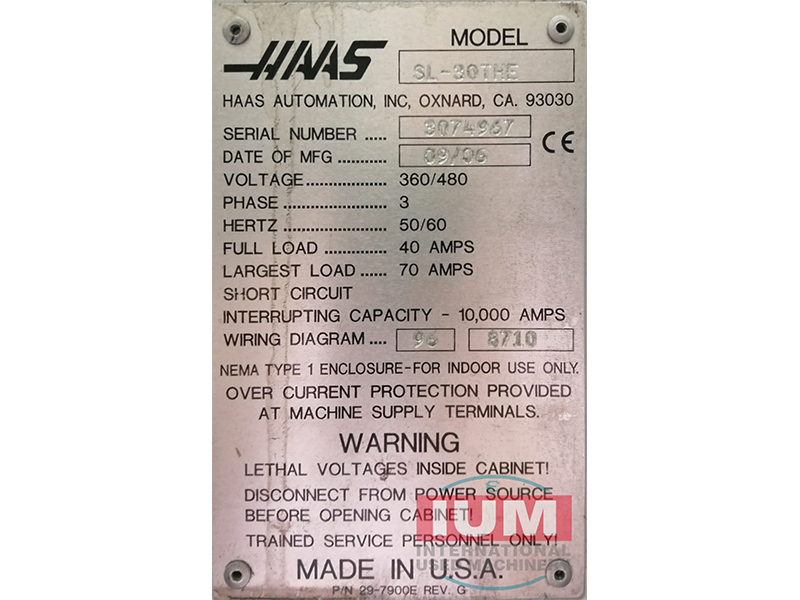 HAAS
MODEL
SL-30THE
HAAS AUTOMATION, INC, OXNARD, CA. 93030
SERIAL NUMBER ..... 3074967
CE
DATE OF MFG ........... 09/06
VOLTAGE.................. 360/480
PHASE ....................... 3
HERTZ ....................... 50/60
FULL LOAD .............. 40 AMPS
LARGEST LOAD ...... 70 AMPS
SHORT CIRCUIT
INTERRUPTING CAPACITY - 10,000 AMPS
WIRING DIAGRAM .... 96 8710
NEMA TYPE 1 ENCLOSURE-FOR INDOOR USE ONLY.
OVER CURRENT PROTECTION PROVIDED
AT MACHINE SUPPLY TERMINALS.
WARNING
LETHAL VOLTAGES INSIDE CABINET!
DISCONNECT FROM POWER SOURCE
BEFORE OPENING CABINET!
IUM
TRAINED SERVICE PERSONNEL ONLY!
INTERNATIONAL
USED MACHINERY
MADE IN U.S.A.
P/N 29-7900E REV. G